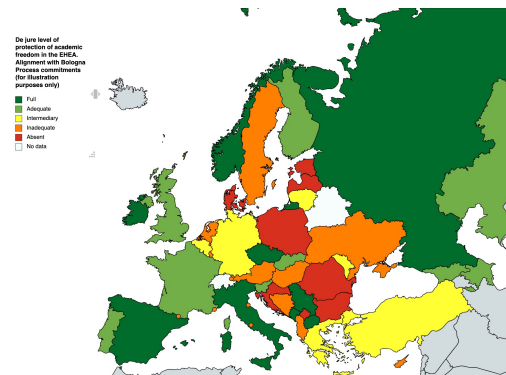 De jure level of
protection of academic
freedom in the EHEA.
Alignment with Bologna
Process commitments
(for illustration
purposes only)
Full
Adequate
Intermediary
Inadequate
Absent
No data